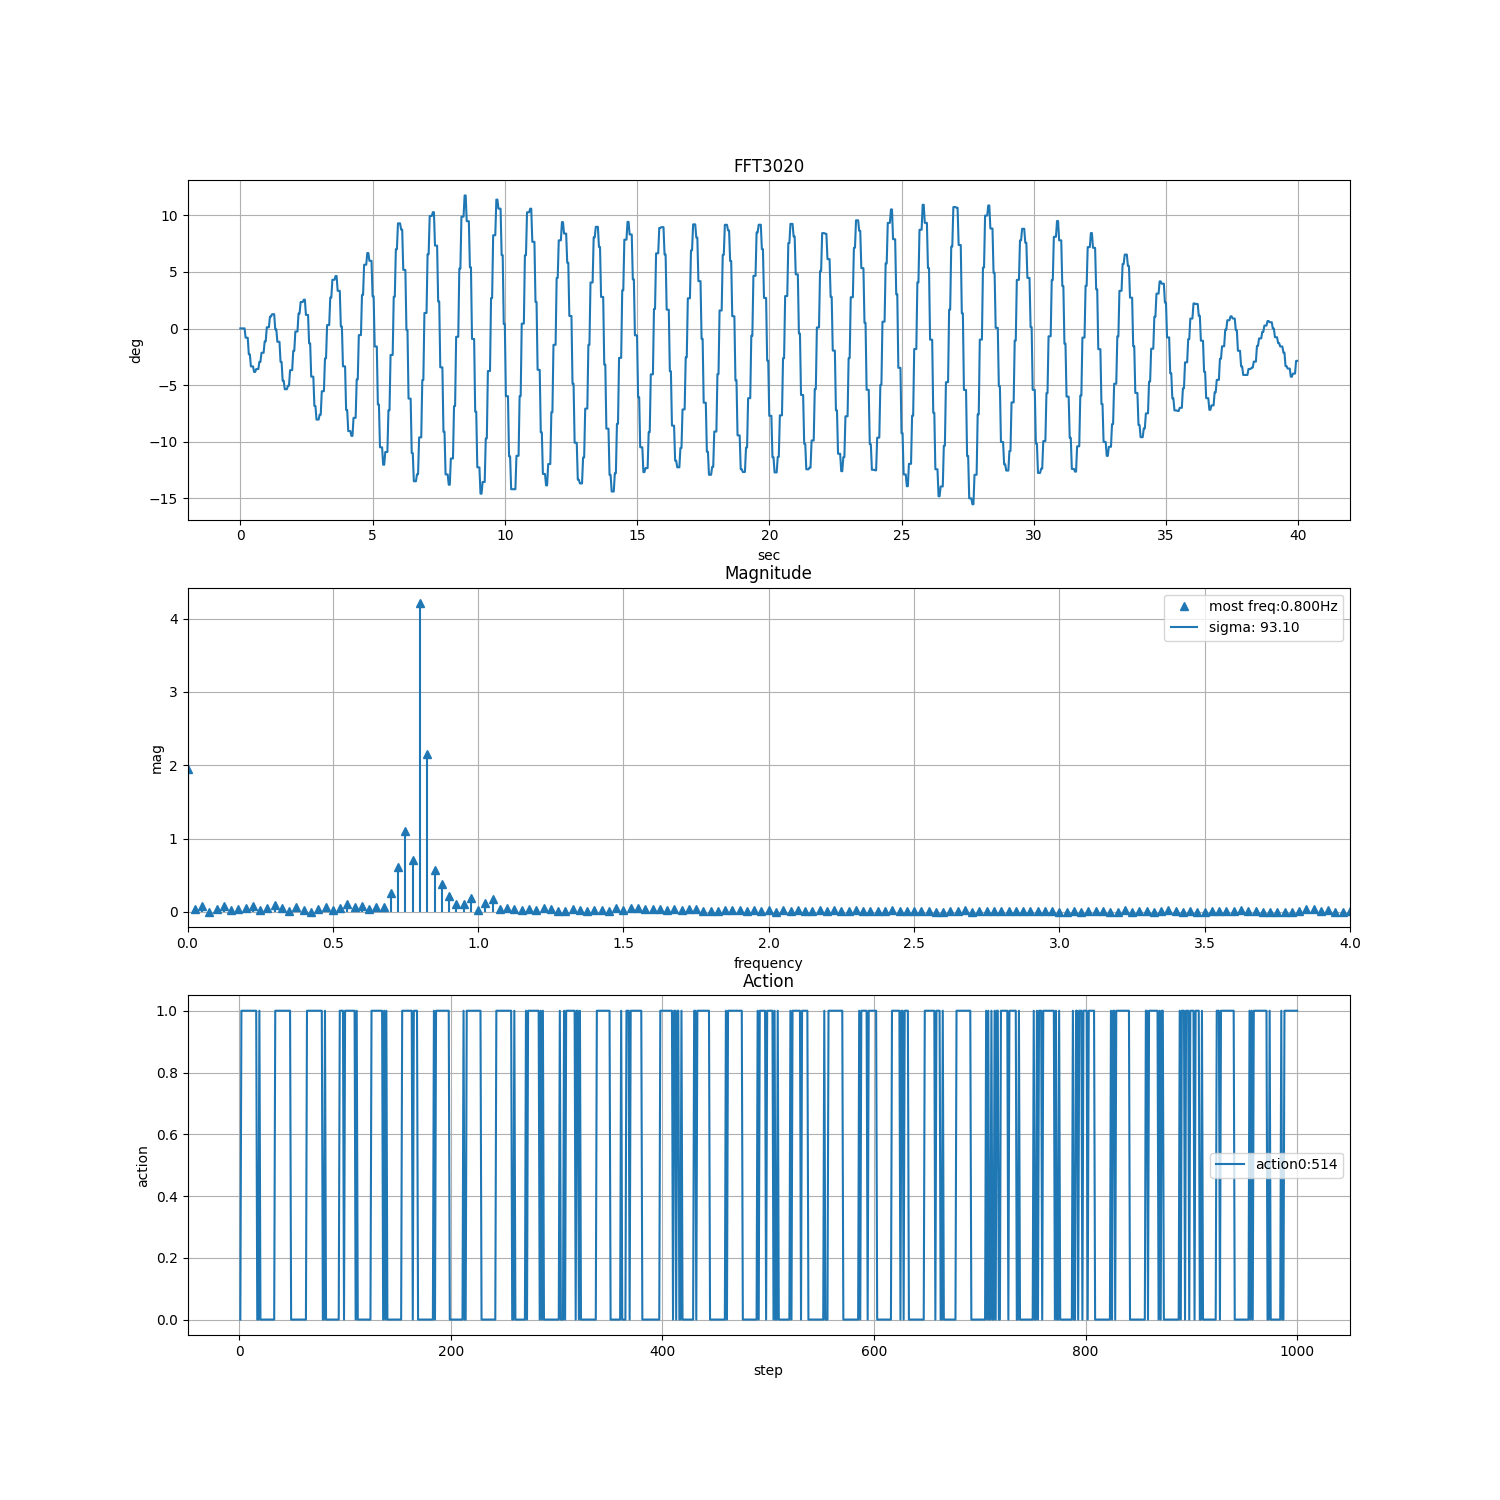 FFT3020
10
5
0
−5
−10
−15
deg
0 5 10 15 20 25 30 35 40
sec
Magnitude
most freq:0.800Hz
sigma: 93.10
4
3
2
1
0
mag
0.0 0.5 1.0 1.5 2.0 2.5 3.0 3.5 4.0
frequency
Action
1.0
0.8
0.6
0.4
0.2
0.0
action
action0:514
0 200 400 600 800 1000
step